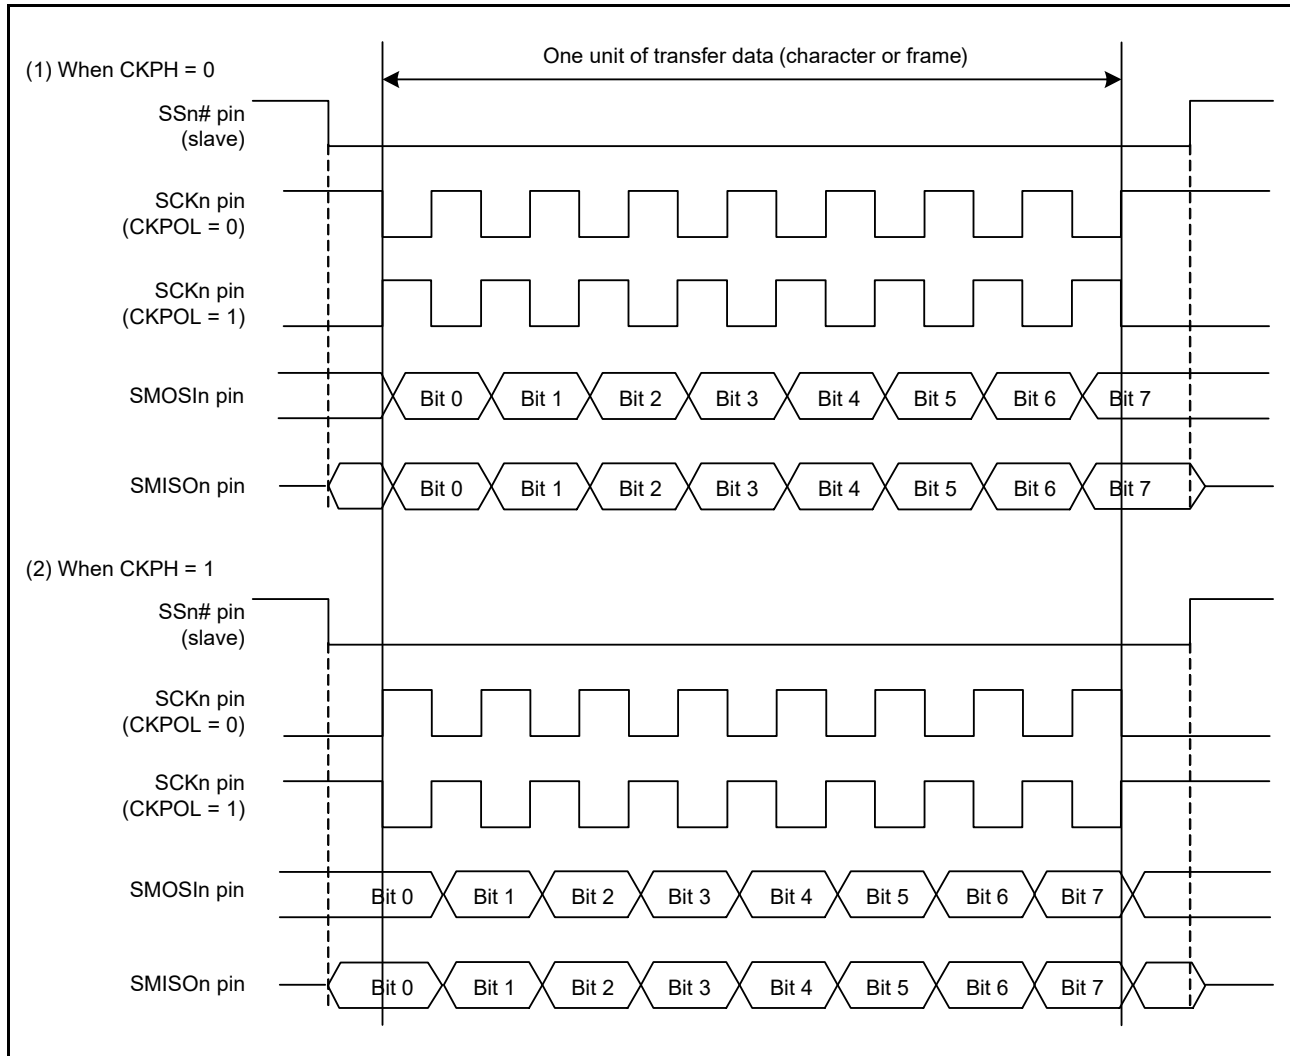 One unit of transfer data (character or frame)
(1) When CKPH = 0
SSn# pin
(slave)
SCKn pin
(CKPOL = 0)
SCKn pin
(CKPOL = 1)
SMOSIn pin
Bit 0 Bit 1 Bit 2 Bit 3 Bit 4 Bit 5 Bit 6 Bit 7
SMISOn pin
Bit 0 Bit 1 Bit 2 Bit 3 Bit 4 Bit 5 Bit 6 Bit 7
(2) When CKPH = 1
SSn# pin
(slave)
SCKn pin
(CKPOL = 0)
SCKn pin
(CKPOL = 1)
SMOSIn pin
Bit 0 Bit 1 Bit 2 Bit 3 Bit 4 Bit 5 Bit 6 Bit 7
SMISOn pin
Bit 0 Bit 1 Bit 2 Bit 3 Bit 4 Bit 5 Bit 6 Bit 7